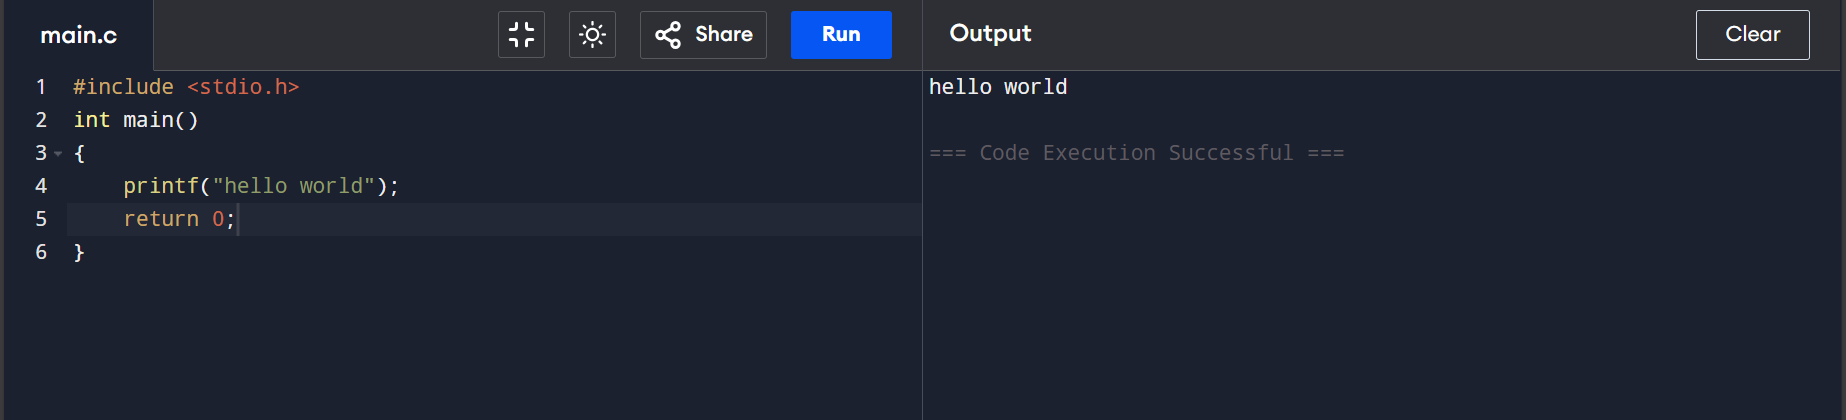 main.c Share Run Output Clear
1 #include <stdio.h>
2 int main()
3 {
4     printf("hello world");
5     return 0;
6 }
hello world
=== Code Execution Successful ===